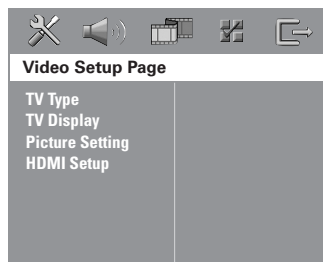 Video Setup Page
TV Type
TV Display
Picture Setting
HDMI Setup